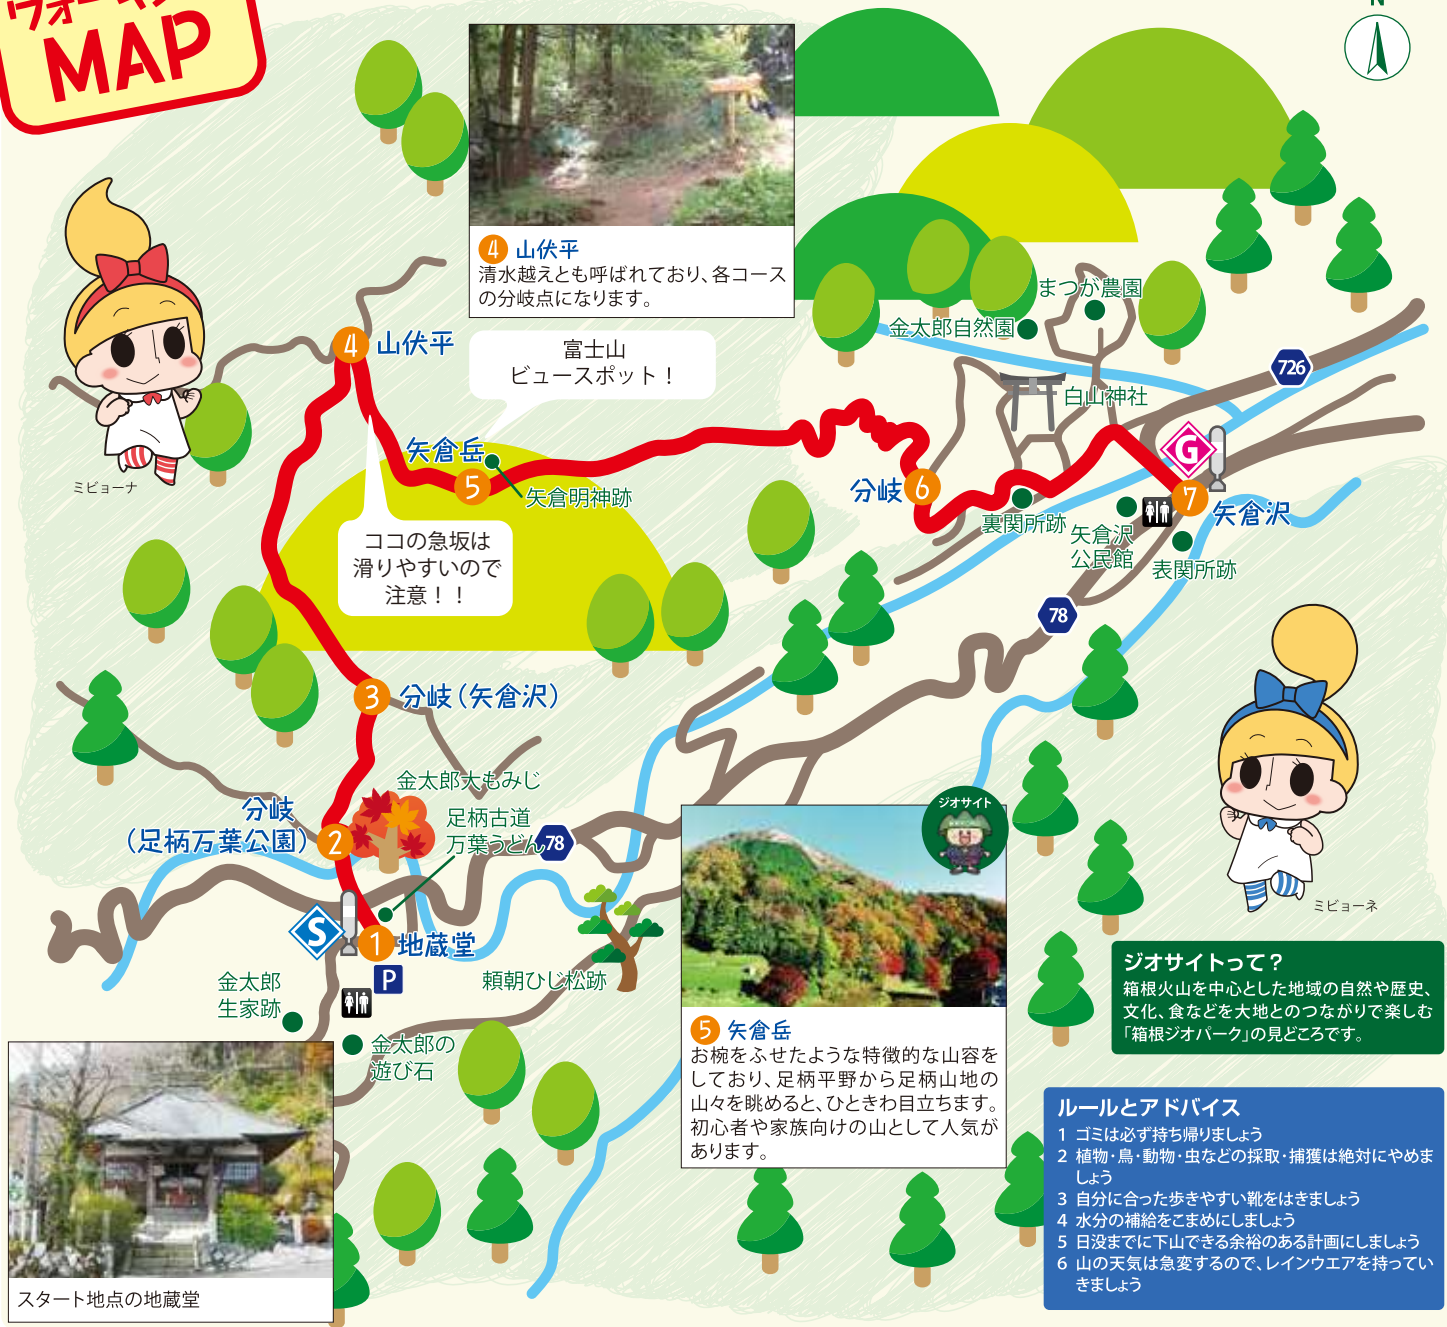 MAP
N
4 山伏平
清水越えとも呼ばれており、各コース
の分岐点になります。
4 山伏平
富士山
ビュースポット！
矢倉岳
5
矢倉明神跡
ココの急坂は
滑りやすいので
注意！！
ミビョーナ
まつが農園
金太郎自然園
白山神社
726
G
分岐 6
裏関所跡
7 矢倉沢
矢倉沢
公民館
表関所跡
78
3 分岐（矢倉沢）
金太郎大もみじ
足柄古道
万葉うどん
78
分岐
（足柄万葉公園）
2
S
1 地蔵堂
P
金太郎
生家跡
頼朝ひじ松跡
金太郎の
遊び石
スタート地点の地蔵堂
ジオサイト
5 矢倉岳
お椀をふせたような特徴的な山容を
しており、足柄平野から足柄山地の
山々を眺めると、ひときわ目立ちます。
初心者や家族向けの山として人気が
あります。
ミビョーネ
ジオサイトって？
箱根火山を中心とした地域の自然や歴史、
文化、食などを大地とのつながりで楽しむ
「箱根ジオパーク」の見どころです。
ルールとアドバイス
1 ゴミは必ず持ち帰りましょう
2 植物・鳥・動物・虫などの採取・捕獲は絶対にやめま
しょう
3 自分に合った歩きやすい靴をはきましょう
4 水分の補給をこまめにしましょう
5 日没までに下山できる余裕のある計画にしましょう
6 山の天気は急変するので、レインウエアを持ってい
きましょう